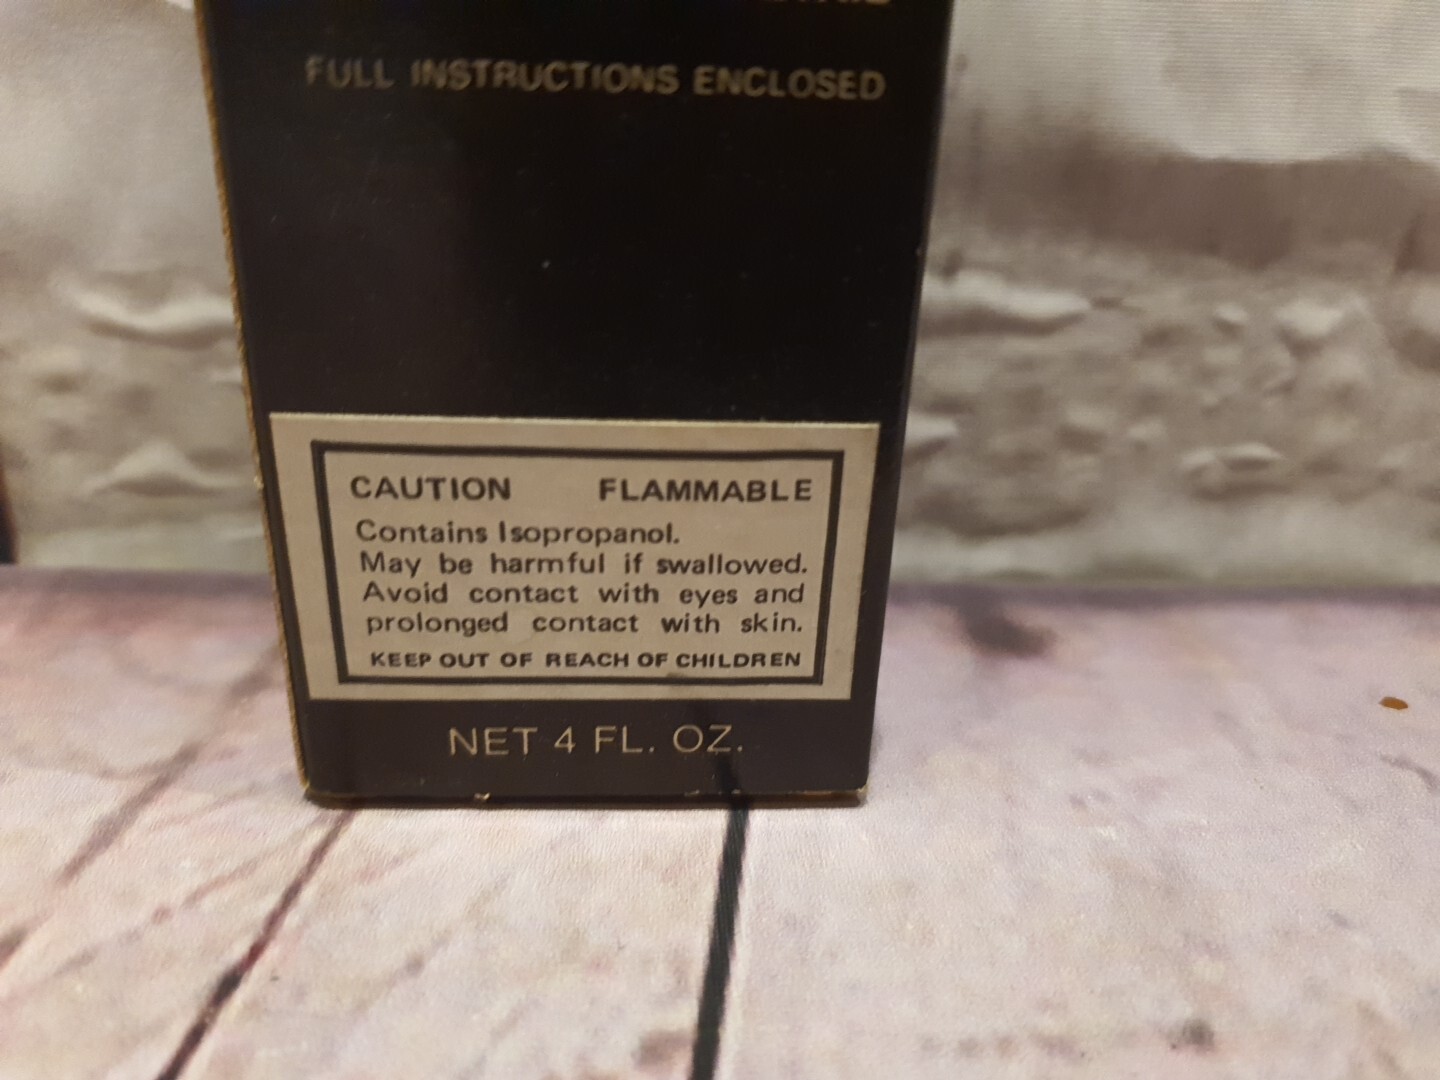 FULL INSTRUCTIONS ENCLOSED
CAUTION FLAMMABLE
Contains Isopropanol.
May be harmful if swallowed.
Avoid contact with eyes and
prolonged contact with skin.
KEEP OUT OF REACH OF CHILDREN
NET 4 FL. OZ.